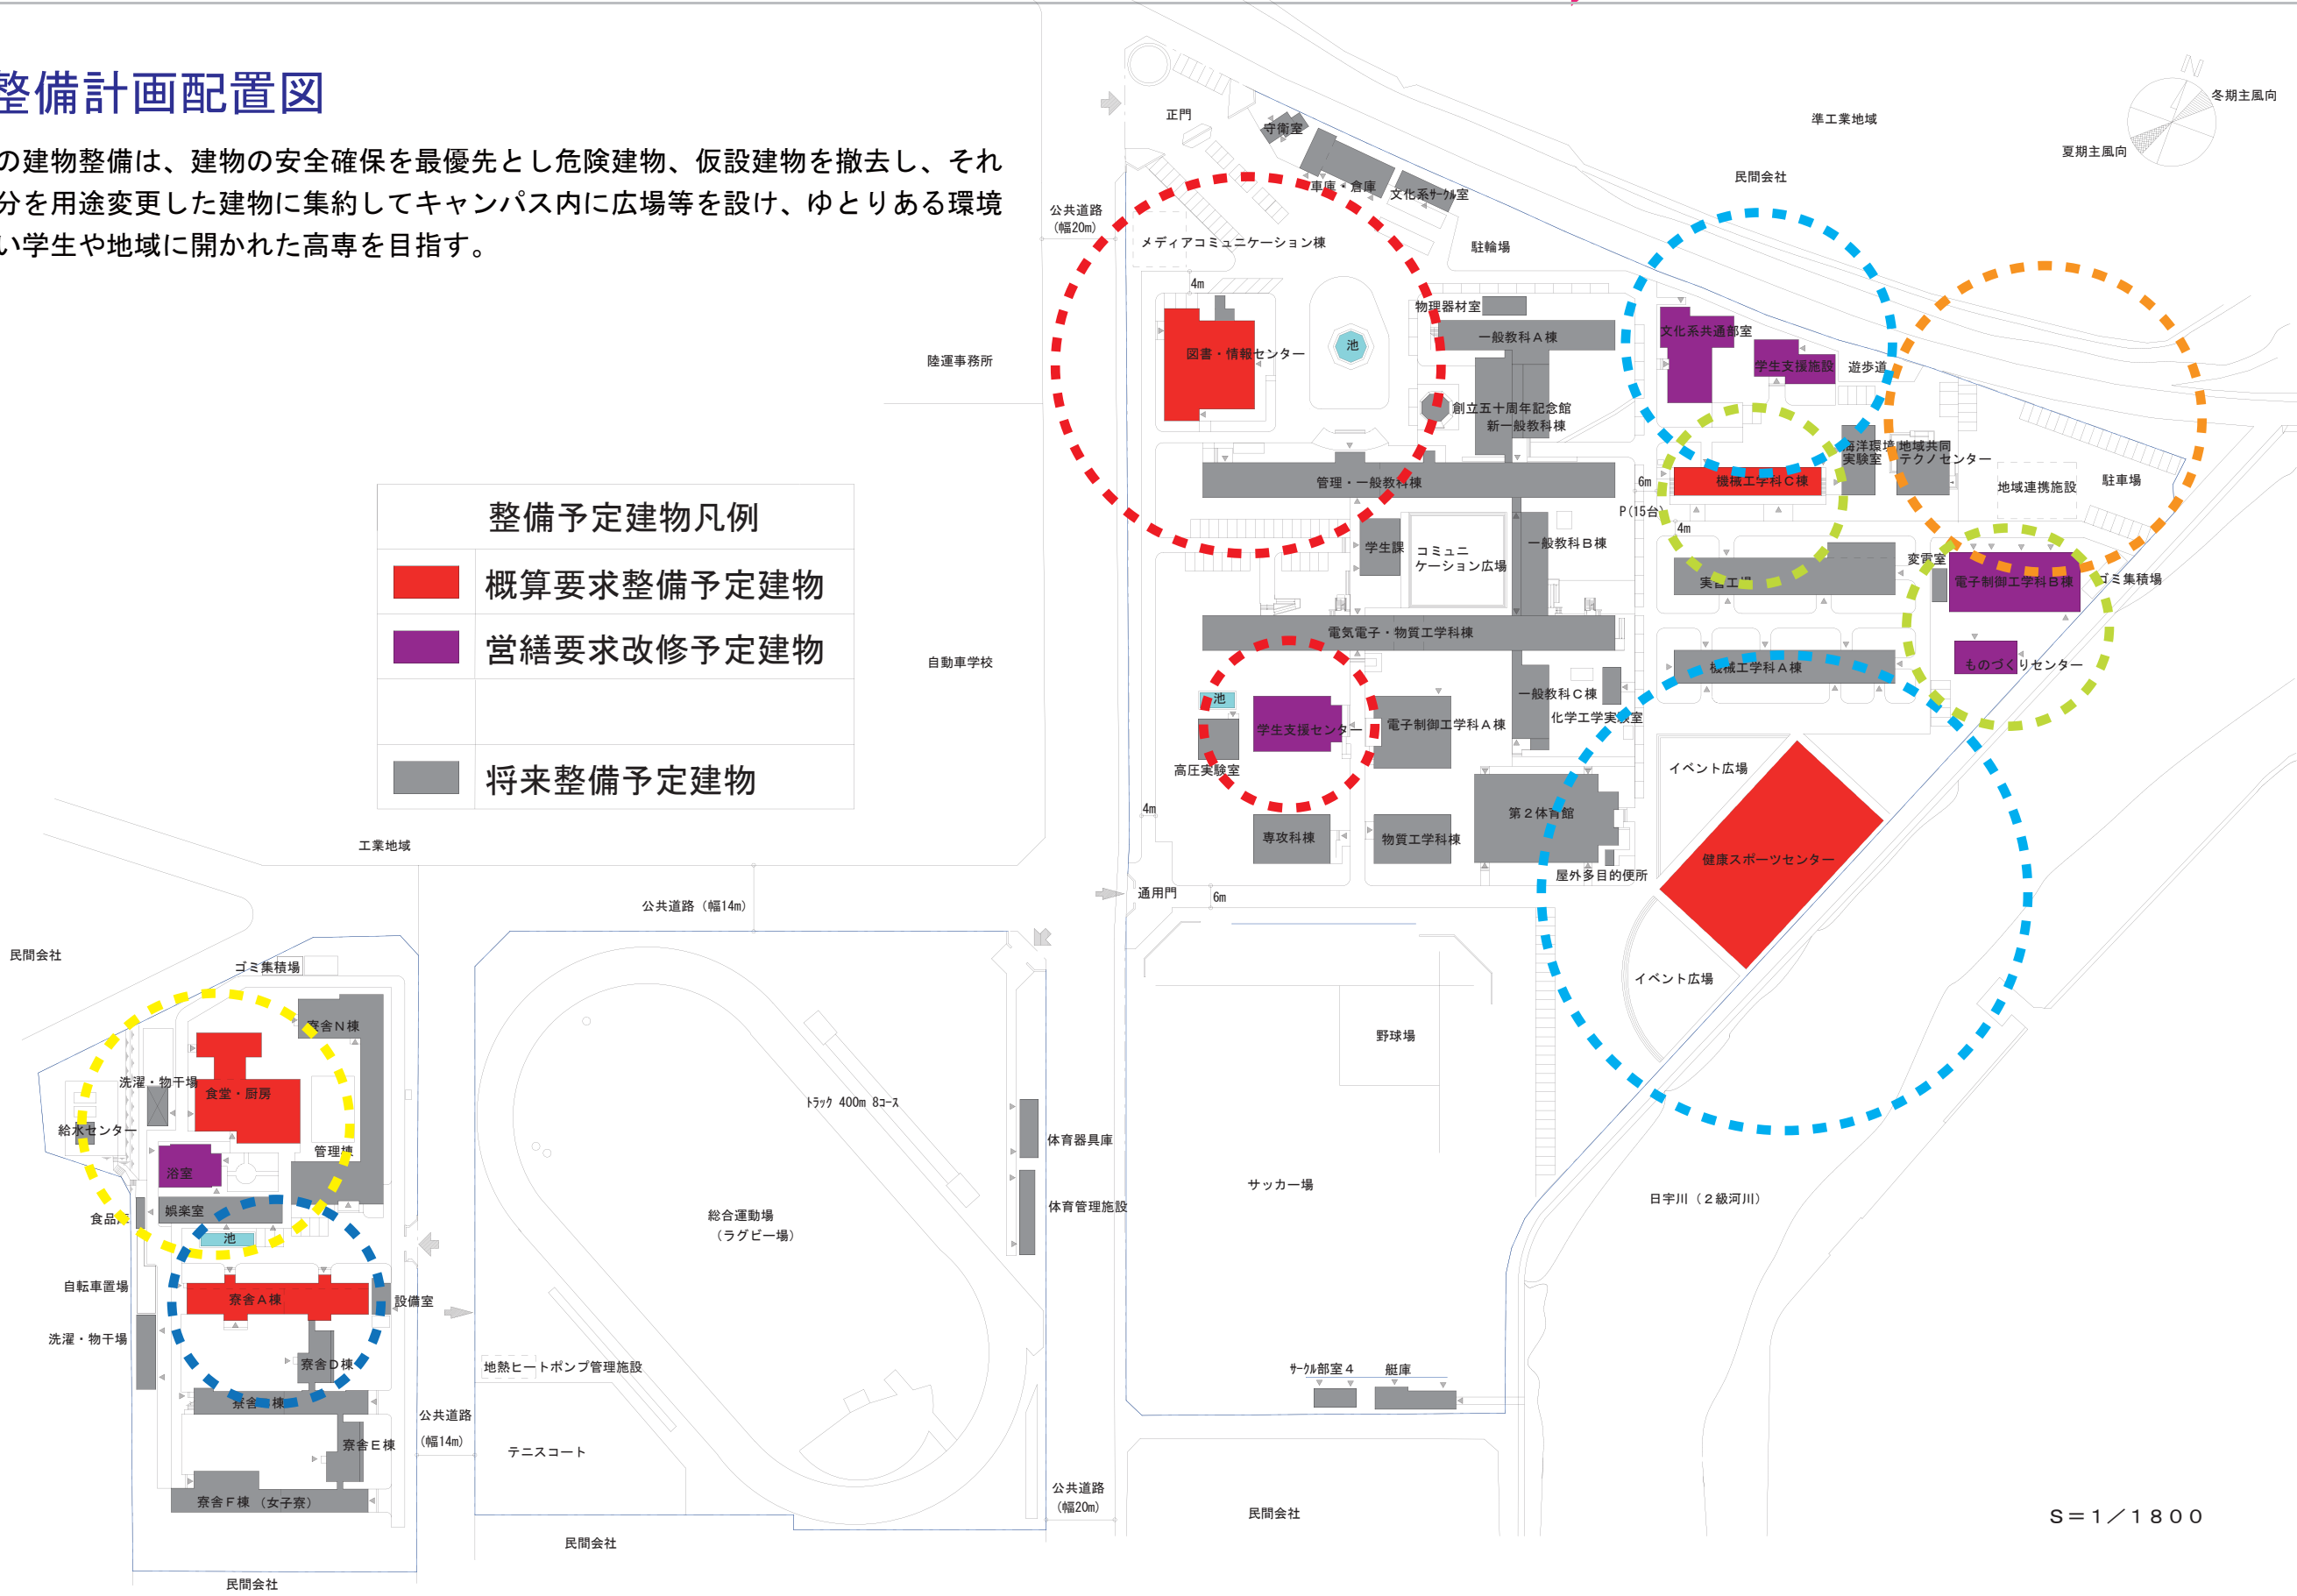 整備計画配置図
の建物整備は、建物の安全確保を最優先とし危険建物、仮設建物を撤去し、それ
分を用途変更した建物に集約してキャンパス内に広場等を設け、ゆとりある環境
い学生や地域に開かれた高専を目指す。
N
冬期主風向
夏期主風向
準工業地域
民間会社
正門
守衛室
車庫・倉庫
文化系ｻｰｸﾙ室
公共道路
(幅20m)
メディアコミュニケーション棟
駐輪場
4m
物理器材室
一般教科Ａ棟
池
図書・情報センター
陸運事務所
文化系共通部室
学生支援施設
遊歩道
創立五十周年記念館
新一般教科棟
海洋環境
実験室
地域共同
テクノセンター
管理・一般教科棟
6m
機械工学科Ｃ棟
地域連携施設
駐車場
P(15台)
4m
整備予定建物凡例
概算要求整備予定建物
営繕要求改修予定建物
将来整備予定建物
学生課
コミュニ
ケーション広場
一般教科Ｂ棟
実習工場
変電室
電子制御工学科Ｂ棟
ゴミ集積場
電気電子・物質工学科棟
自動車学校
機械工学科Ａ棟
ものづくりセンター
池
学生支援センター
電子制御工学科Ａ棟
一般教科Ｃ棟
化学工学実験室
高圧実験室
イベント広場
4m
専攻科棟
物質工学科棟
第２体育館
健康スポーツセンター
屋外多目的便所
工業地域
公共道路（幅14m）
通用門
6m
民間会社
ゴミ集積場
イベント広場
寮舎Ｎ棟
野球場
洗濯・物干場
食堂・厨房
ﾄﾗｯｸ 400m 8ｺｰｽ
給水センター
管理棟
体育器具庫
浴室
サッカー場
日宇川（２級河川）
食品庫
娯楽室
体育管理施設
総合運動場
（ラグビー場）
池
自転車置場
寮舎Ａ棟
設備室
洗濯・物干場
寮舎Ｄ棟
地熱ヒートポンプ管理施設
ｻｰｸﾙ部室４
艇庫
棟
公共道路
(幅14m)
寮舎Ｅ棟
テニスコート
寮舎Ｆ棟（女子寮）
公共道路
(幅20m)
民間会社
Ｓ＝１／１８００
民間会社
民間会社